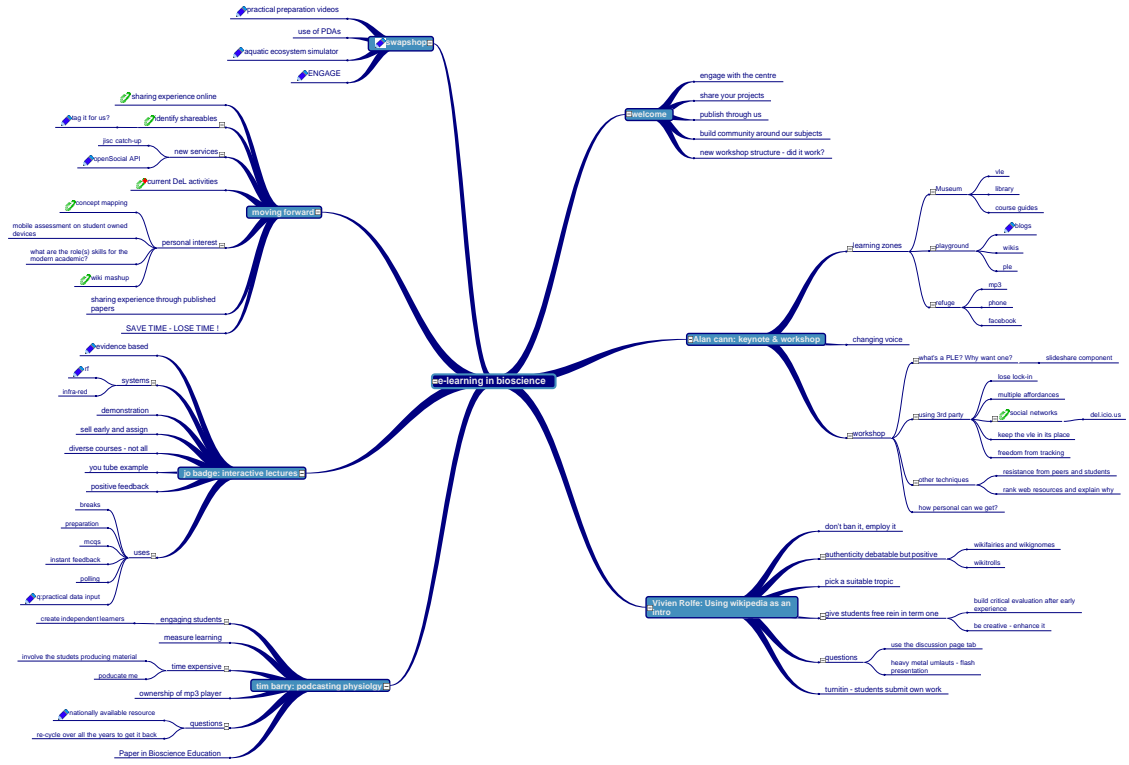 e-learning in bioscience
swapshop
practical preparation videos
use of PDAs
aquatic ecosystem simulator
ENGAGE
moving forward
sharing experience online
identify shareables
tag it for us?
new services
jisc catch-up
openSocial API
current DeL activities
personal interest
concept mapping
mobile assessment on student owned
devices
what are the role(s) skills for the
modern academic?
wiki mashup
sharing experience through published
papers
SAVE TIME - LOSE TIME !
jo badge: interactive lectures
evidence based
systems
rf
infra-red
demonstration
sell early and assign
diverse courses - not all
you tube example
positive feedback
uses
breaks
preparation
mcqs
instant feedback
polling
q:practical data input
tim barry: podcasting physiolgy
engaging students
create independent learners
measure learning
time expensive
involve the studets producing material
poducate me
ownership of mp3 player
questions
nationally available resource
re-cycle over all the years to get it back
Paper in Bioscience Education
welcome
engage with the centre
share your projects
publish through us
build community around our subjects
new workshop structure - did it work?
Alan cann: keynote & workshop
learning zones
Museum
vle
library
course guides
playground
blogs
wikis
ple
refuge
mp3
phone
facebook
changing voice
workshop
what's a PLE? Why want one?
slideshare component
using 3rd party
lose lock-in
multiple affordances
social networks
del.icio.us
keep the vle in its place
freedom from tracking
other techniques
resistance from peers and students
rank web resources and explain why
how personal can we get?
Vivien Rolfe: Using wikipedia as an
intro
don't ban it, employ it
authenticity debatable but positive
wikifairies and wikignomes
wikitrolls
pick a suitable tropic
give students free rein in term one
build critical evaluation after early
experience
be creative - enhance it
questions
use the discussion page tab
heavy metal umlauts - flash
presentation
turnitin - students submit own work